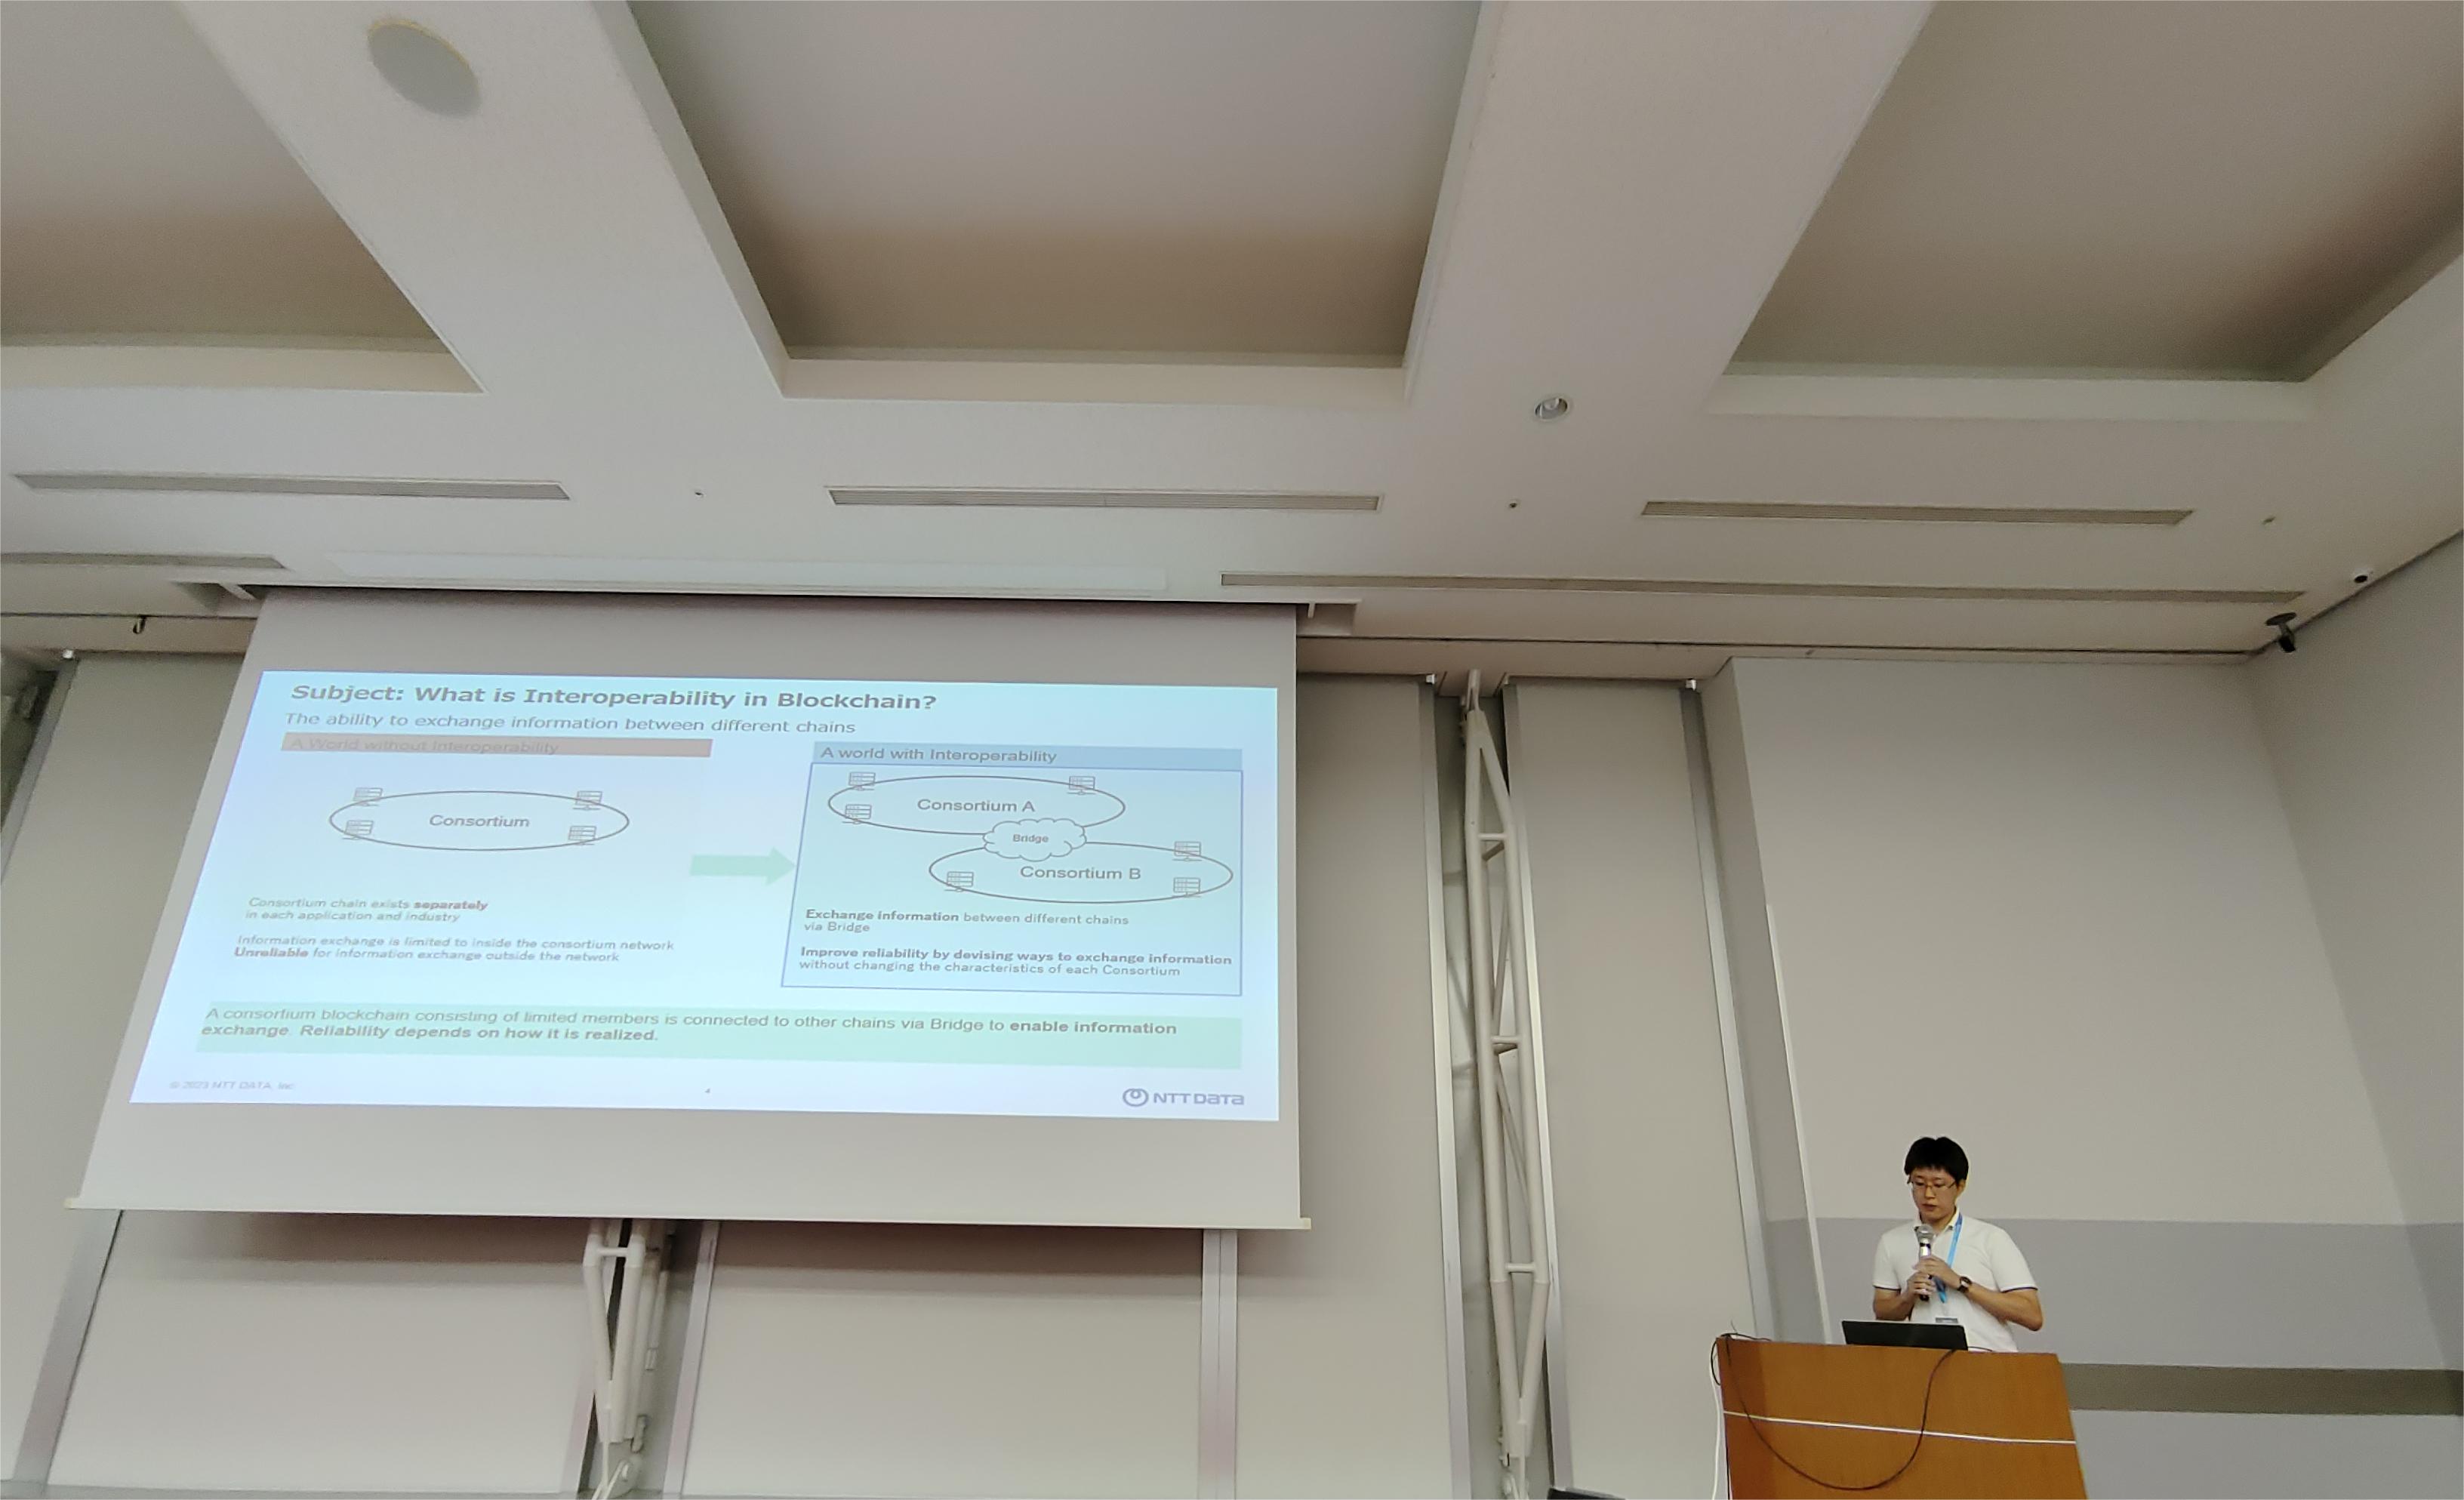 Subject: What is Interoperability in Blockchain?
The ability to exchange information between different chains
A World without Interoperability
Consortium
Consortium chain exists separately
in each application and industry
Information exchange is limited to inside the consortium network
Unreliable for information exchange outside the network
A world with Interoperability
Consortium A
Bridge
Consortium B
Exchange information between different chains
via Bridge
Improve reliability by devising ways to exchange information
without changing the characteristics of each Consortium
A consortium blockchain consisting of limited members is connected to other chains via Bridge to enable information
exchange. Reliability depends on how it is realized.
© 2023 NTT DATA, Inc.
4
NTT DATA